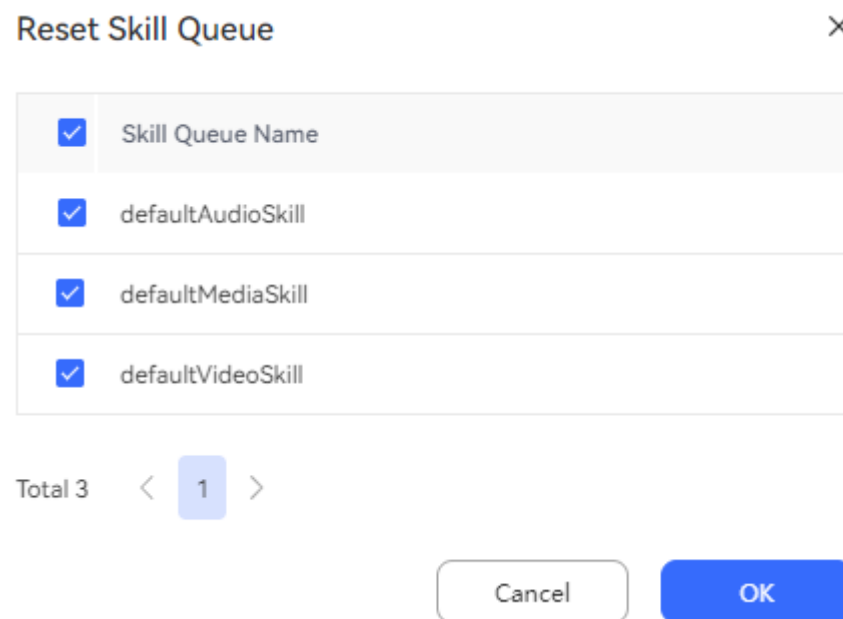 Reset Skill Queue
Skill Queue Name
defaultAudioSkill
defaultMediaSkill
defaultVideoSkill
Total 3 1
Cancel OK